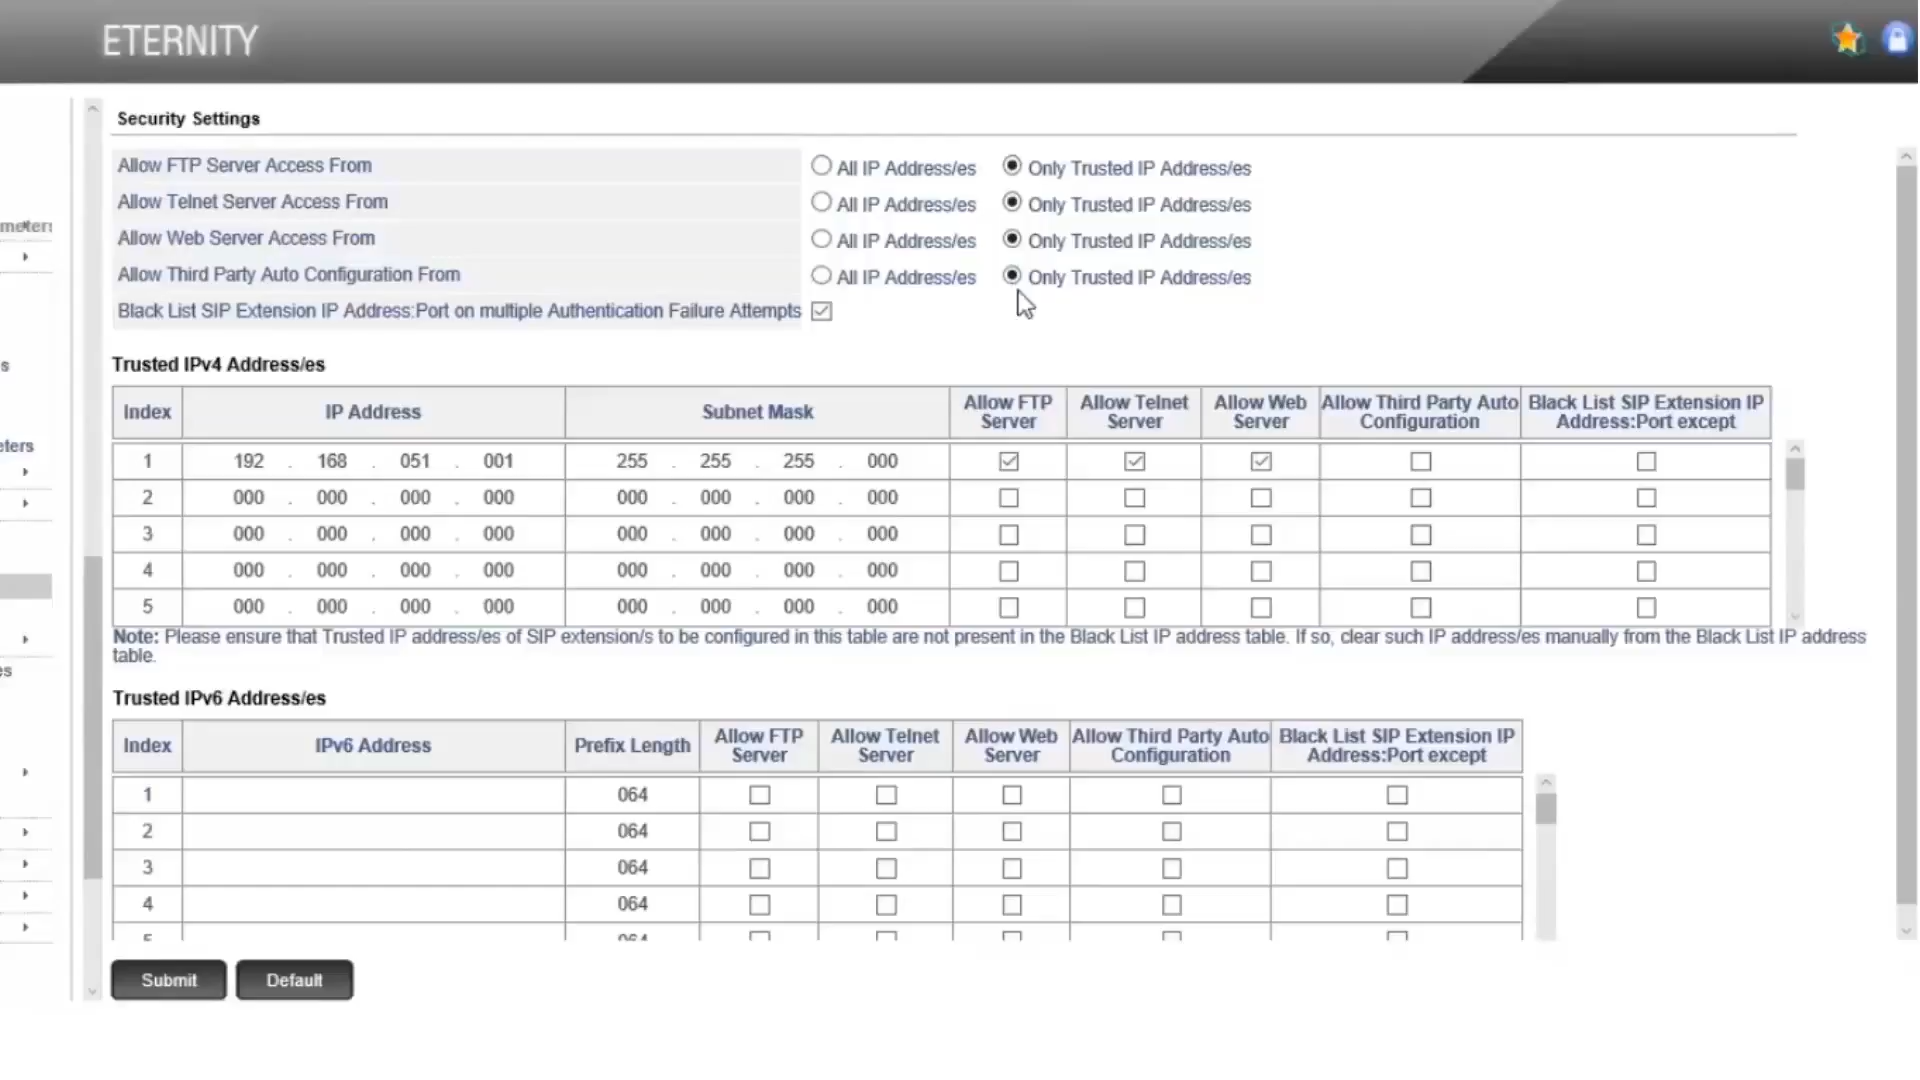 ETERNITY
Security Settings
Allow FTP Server Access From All IP Address/es Only Trusted IP Address/es
Allow Telnet Server Access From All IP Address/es Only Trusted IP Address/es
meters
Allow Web Server Access From All IP Address/es Only Trusted IP Address/es
Allow Third Party Auto Configuration From All IP Address/es Only Trusted IP Address/es
Black List SIP Extension IP Address:Port on multiple Authentication Failure Attempts
s
Trusted IPv4 Address/es
Index IP Address Subnet Mask Allow FTP Server Allow Telnet Server Allow Web Server Allow Third Party Auto Configuration Black List SIP Extension IP Address:Port except
eters
1 192 . 168 . 051 . 001 255 . 255 . 255 . 000
2 000 . 000 . 000 . 000 000 . 000 . 000 . 000
3 000 . 000 . 000 . 000 000 . 000 . 000 . 000
4 000 . 000 . 000 . 000 000 . 000 . 000 . 000
5 000 . 000 . 000 . 000 000 . 000 . 000 . 000
Note: Please ensure that Trusted IP address/es of SIP extension/s to be configured in this table are not present in the Black List IP address table. If so, clear such IP address/es manually from the Black List IP address
table.
es
Trusted IPv6 Address/es
Index IPv6 Address Prefix Length Allow FTP Server Allow Telnet Server Allow Web Server Allow Third Party Auto Configuration Black List SIP Extension IP Address:Port except
1 064
2 064
3 064
4 064
Submit Default